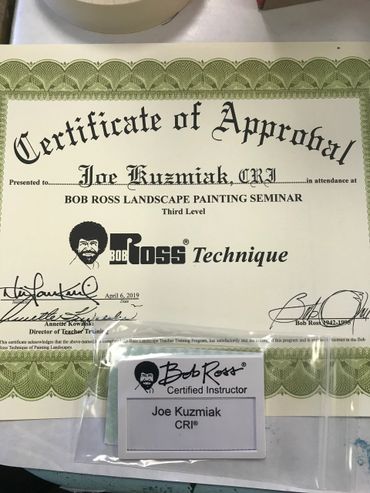 Certificate of Approval
Presented to Joe Kuzmiak, CRI in attendance at
BOB ROSS LANDSCAPE PAINTING SEMINAR
Third Level
BOB ROSS® Technique
April 6, 2019
Annette Kowalski
Director of Teacher Training
Bob Ross 1942-1995
Bob Ross®
Certified Instructor
Joe Kuzmiak
CRI®